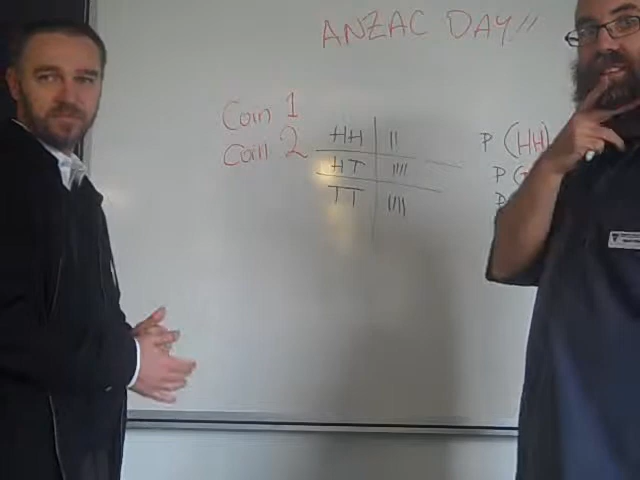 ANZAC DAY!!
Coin 1
Coin 2
HH ||
HT ||||
TT ||||
P (HH)
P (
P